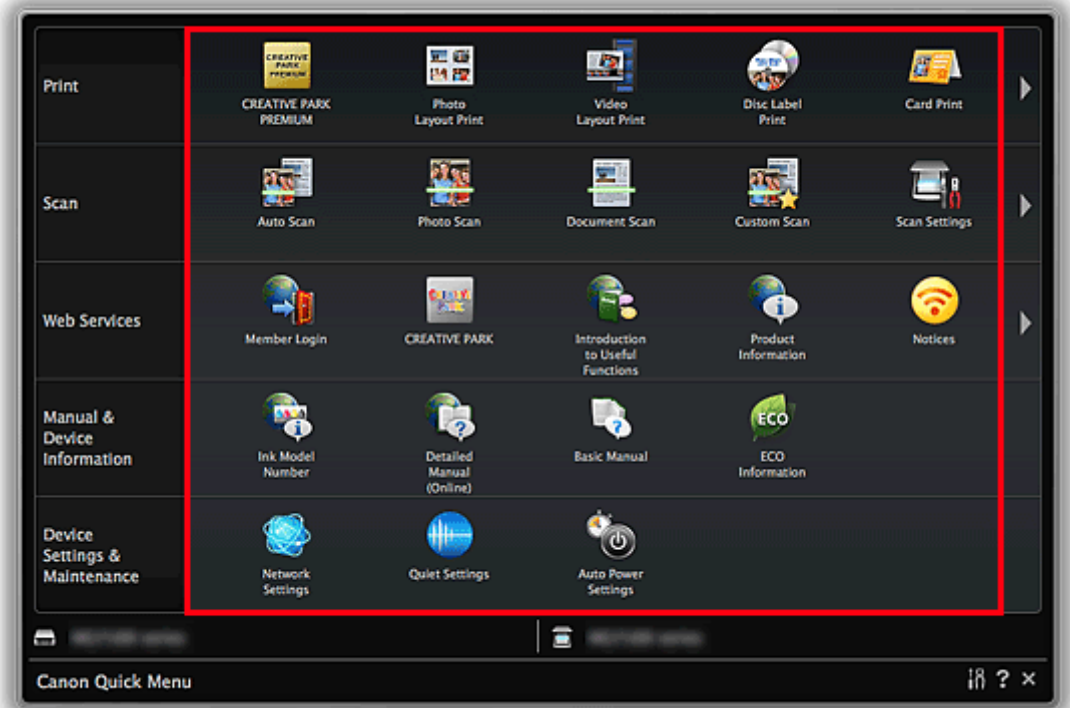 Print
CREATIVE
PARK
PREMIUM
CREATIVE PARK
PREMIUM
Photo
Layout Print
Video
Layout Print
Disc Label
Print
Card Print
Scan
Auto Scan
Photo Scan
Document Scan
Custom Scan
Scan Settings
Web Services
Member Login
CREATIVE
PARK
CREATIVE PARK
Introduction
to Useful
Functions
Product
Information
Notices
Manual &
Device
Information
Ink Model
Number
Detailed
Manual
(Online)
Basic Manual
ECO
ECO
Information
Device
Settings &
Maintenance
Network
Settings
Quiet Settings
Auto Power
Settings
Canon Quick Menu
?